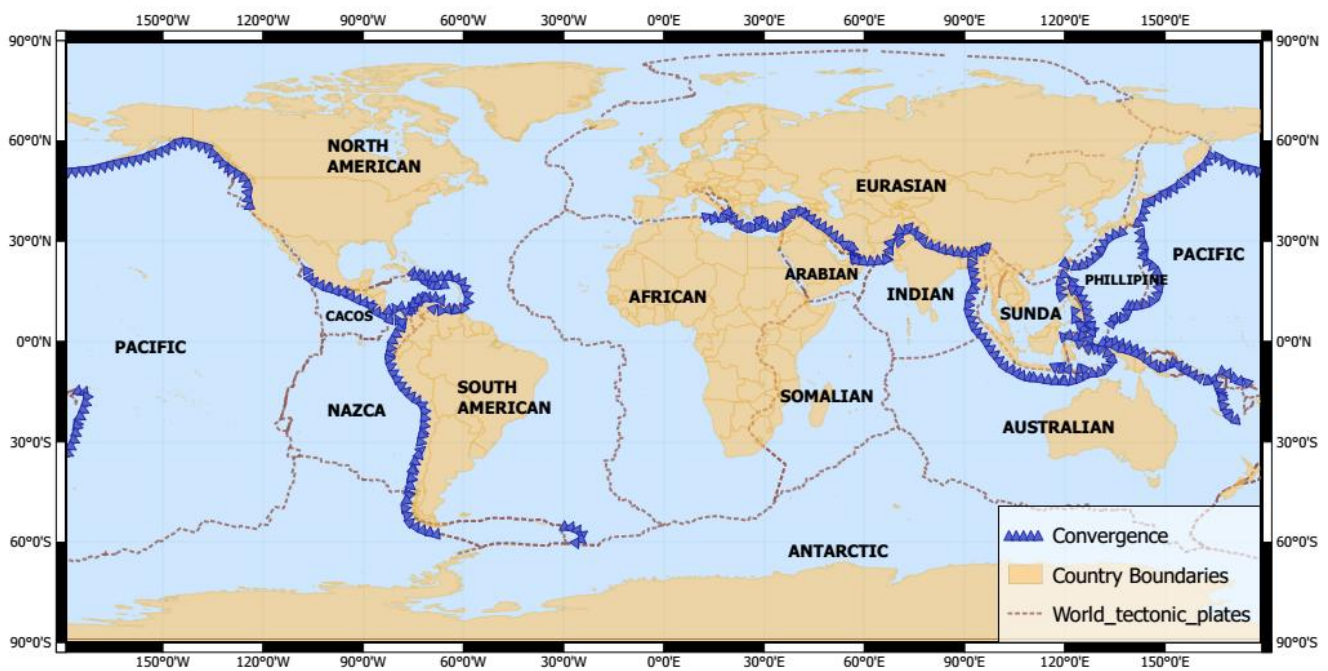 150°0'W 120°0'W 90°0'W 60°0'W 30°0'W 0°0'E 30°0'E 60°0'E 90°0'E 120°0'E 150°0'E
90°0'N 90°0'N
60°0'N 60°0'N
NORTH
AMERICAN
EURASIAN
30°0'N 30°0'N
PACIFIC
ARABIAN
PHILLIPINE
AFRICAN
INDIAN
CACOS
SUNDA
0°0'N 0°0'N
PACIFIC
SOUTH
AMERICAN
NAZCA
SOMALIAN
AUSTRALIAN
30°0'S 30°0'S
Convergence
60°0'S 60°0'S
ANTARCTIC
Country Boundaries
World_tectonic_plates
90°0'S 90°0'S
150°0'W 120°0'W 90°0'W 60°0'W 30°0'W 0°0'E 30°0'E 60°0'E 90°0'E 120°0'E 150°0'E